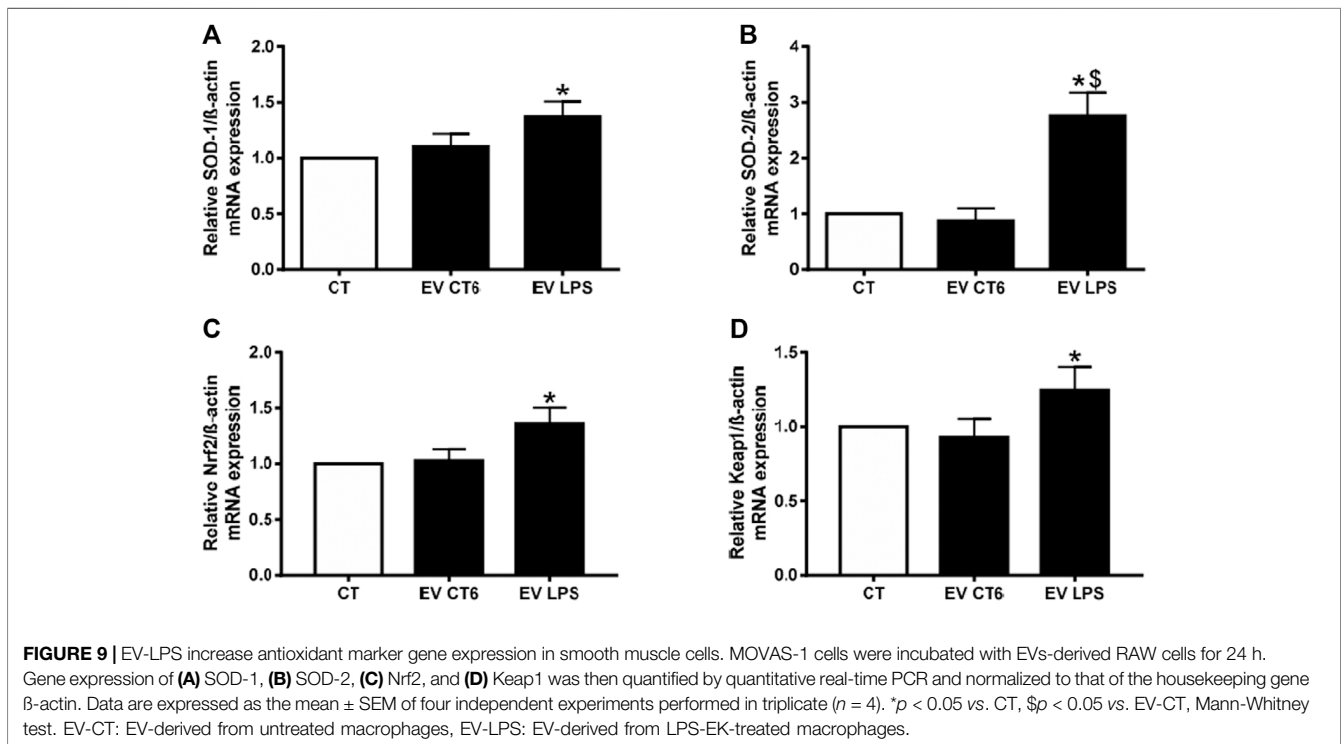 A
Relative SOD-1/ß-actin
mRNA expression
2.0
1.5
1.0
0.5
0.0
*
CT
EV CT6
EV LPS
B
Relative SOD-2/ß-actin
mRNA expression
4
3
2
1
0
*$
CT
EV CT6
EV LPS
C
Relative Nrf2/ß-actin
mRNA expression
2.0
1.5
1.0
0.5
0.0
*
CT
EV CT6
EV LPS
D
Relative Keap1/ß-actin
mRNA expression
1.5
1.0
0.5
0.0
*
CT
EV CT6
EV LPS
FIGURE 9 | EV-LPS increase antioxidant marker gene expression in smooth muscle cells. MOVAS-1 cells were incubated with EVs-derived RAW cells for 24 h.
Gene expression of (A) SOD-1, (B) SOD-2, (C) Nrf2, and (D) Keap1 was then quantified by quantitative real-time PCR and normalized to that of the housekeeping gene
ß-actin. Data are expressed as the mean ± SEM of four independent experiments performed in triplicate (n = 4). *p < 0.05 vs. CT, $p < 0.05 vs. EV-CT, Mann-Whitney
test. EV-CT: EV-derived from untreated macrophages, EV-LPS: EV-derived from LPS-EK-treated macrophages.